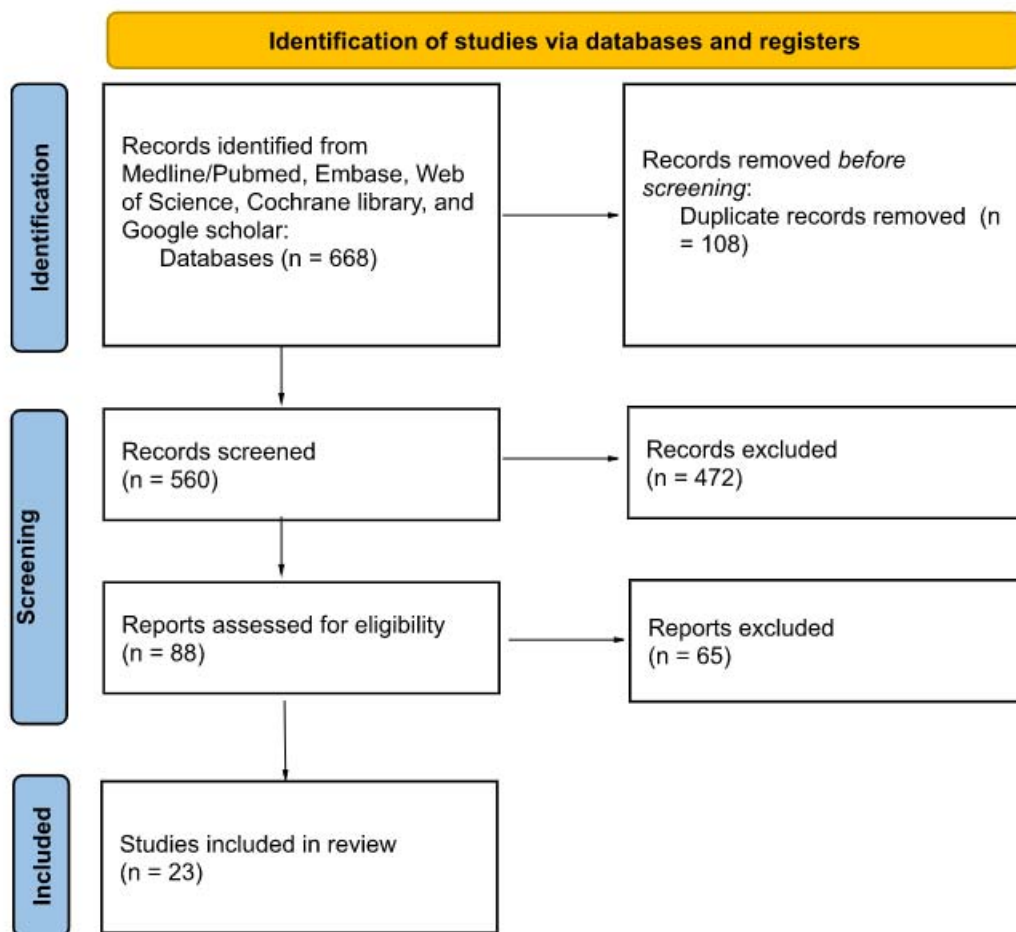 Identification of studies via databases and registers
Identification
Records identified from
Medline/Pubmed, Embase, Web
of Science, Cochrane library, and
Google scholar:
Databases (n = 668)
Records removed before
screening:
Duplicate records removed (n
= 108)
Screening
Records screened
(n = 560)
Records excluded
(n = 472)
Reports assessed for eligibility
(n = 88)
Reports excluded
(n = 65)
Included
Studies included in review
(n = 23)